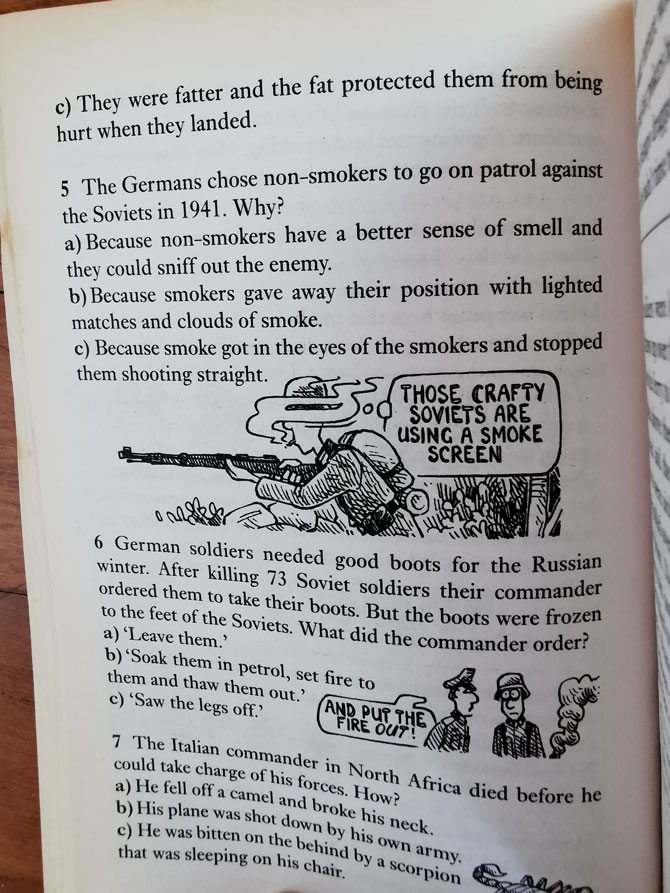 c) They were fatter and the fat protected them from being
hurt when they landed.
5 The Germans chose non-smokers to go on patrol against
the Soviets in 1941. Why?
a) Because non-smokers have a better sense of smell and
they could sniff out the enemy.
b) Because smokers gave away their position with lighted
matches and clouds of smoke.
c) Because smoke got in the eyes of the smokers and stopped
them shooting straight.
THOSE CRAFTY
SOVIETS ARE
USING A SMOKE
SCREEN
6 German soldiers needed good boots for the Russian
winter. After killing 73 Soviet soldiers their commander
ordered them to take their boots. But the boots were frozen
to the feet of the Soviets. What did the commander order?
a) ‘Leave them.’
b) ‘Soak them in petrol, set fire to
them and thaw them out.’
c) ‘Saw the legs off.’
AND PUT THE
FIRE OUT!
7 The Italian commander in North Africa died before he
could take charge of his forces. How?
a) He fell off a camel and broke his neck.
b) His plane was shot down by his own army.
c) He was bitten on the behind by a scorpion
that was sleeping on his chair.